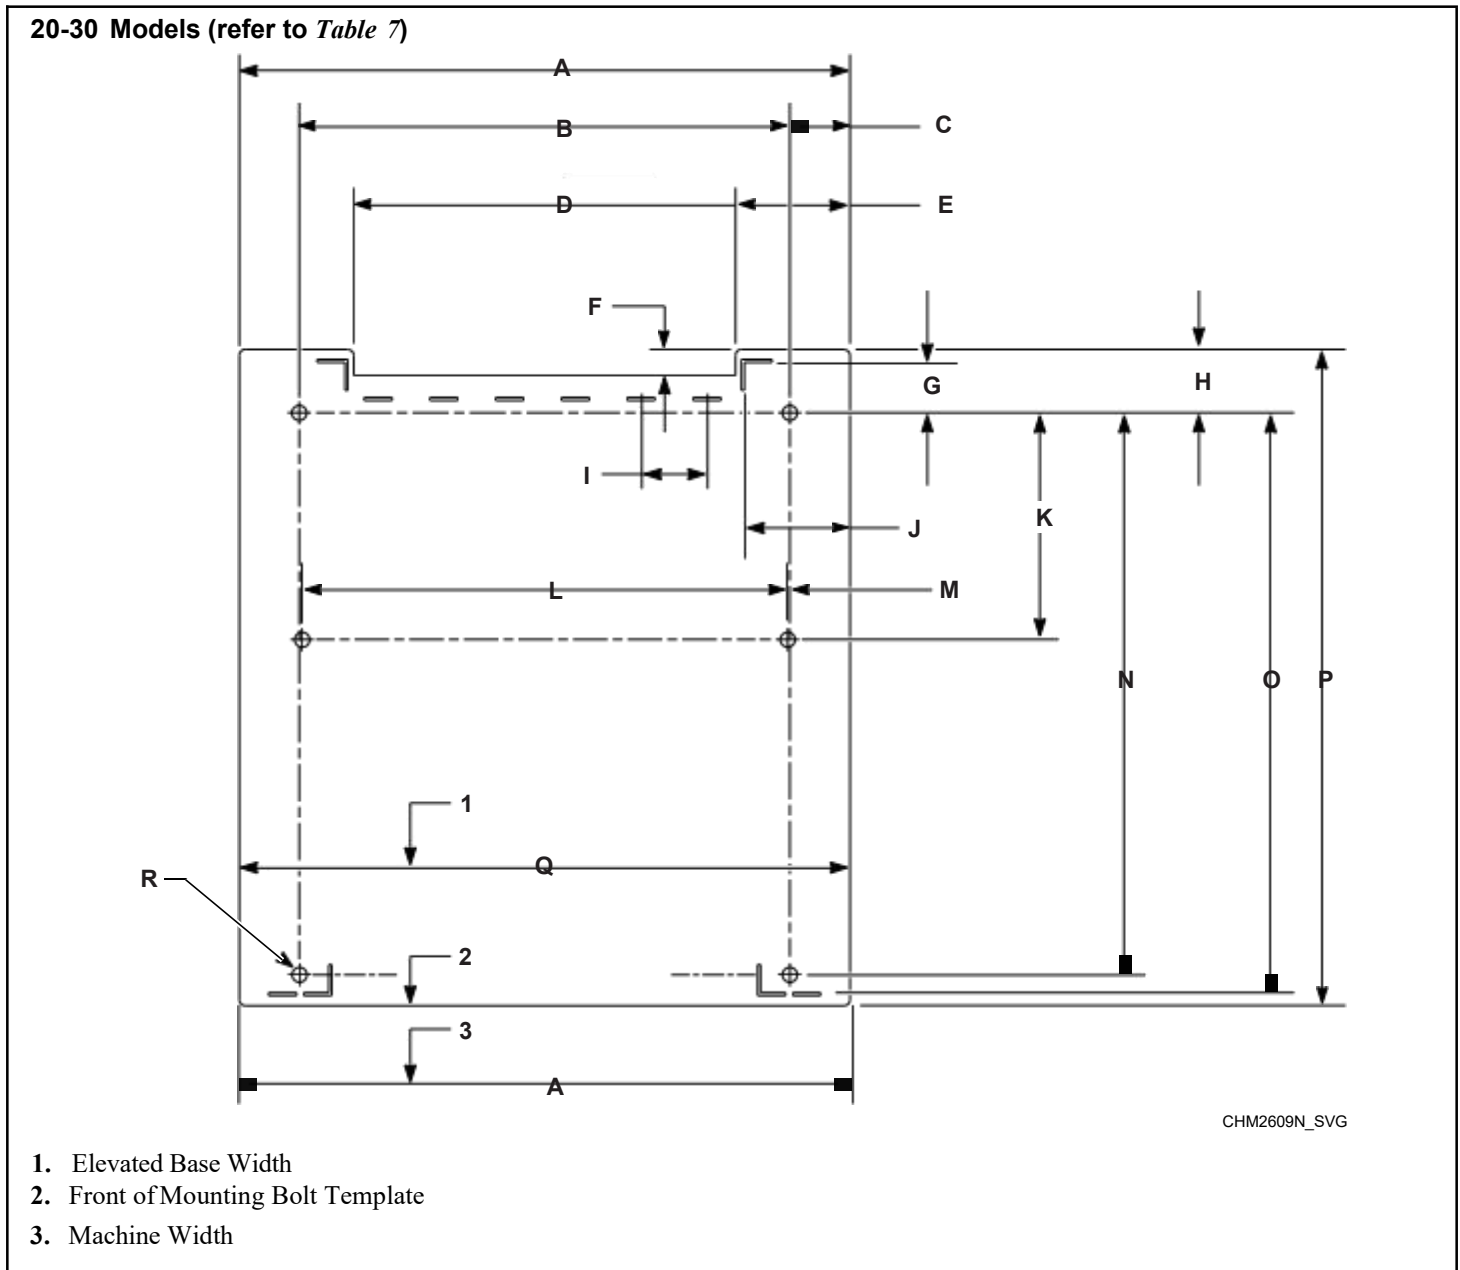 20-30 Models (refer to Table 7)
A
B
C
D
E
F
G
H
I
J
K
L
M
N
O
P
1
Q
R
2
3
A
CHM2609N_SVG
1. Elevated Base Width
2. Front of Mounting Bolt Template
3. Machine Width